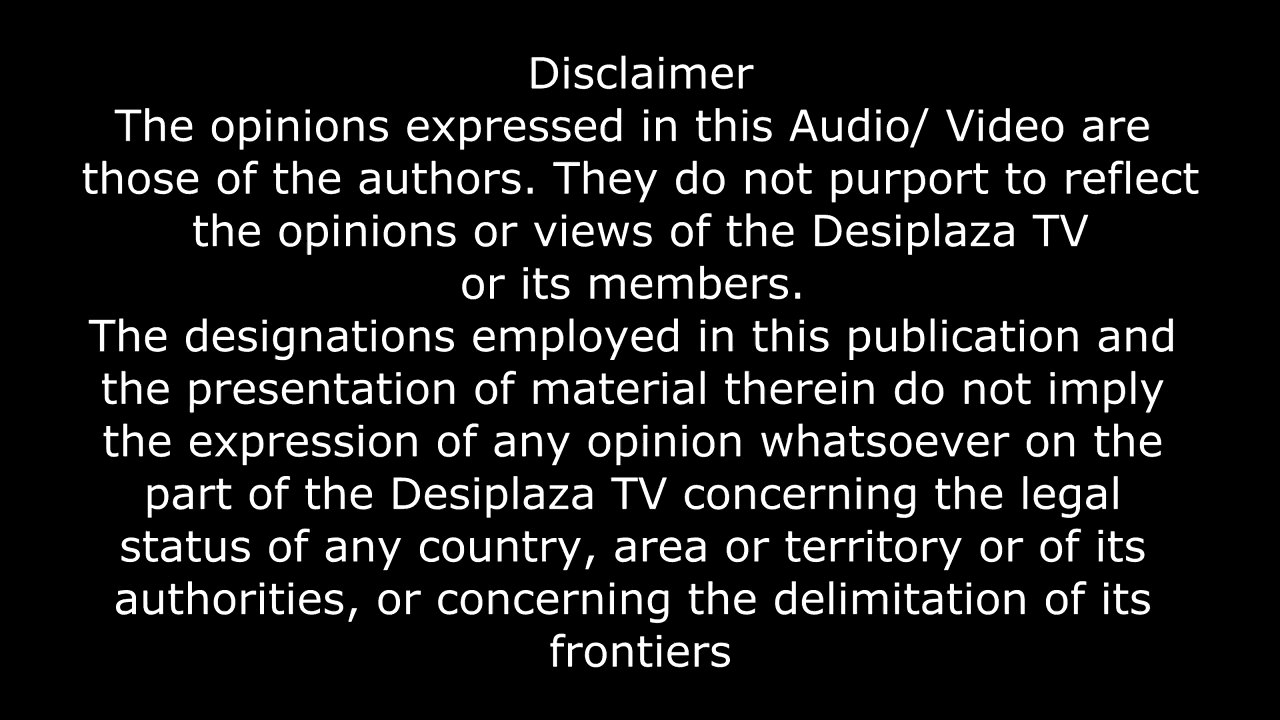 Disclaimer
The opinions expressed in this Audio/ Video are
those of the authors. They do not purport to reflect
the opinions or views of the Desiplaza TV
or its members.
The designations employed in this publication and
the presentation of material therein do not imply
the expression of any opinion whatsoever on the
part of the Desiplaza TV concerning the legal
status of any country, area or territory or of its
authorities, or concerning the delimitation of its
frontiers